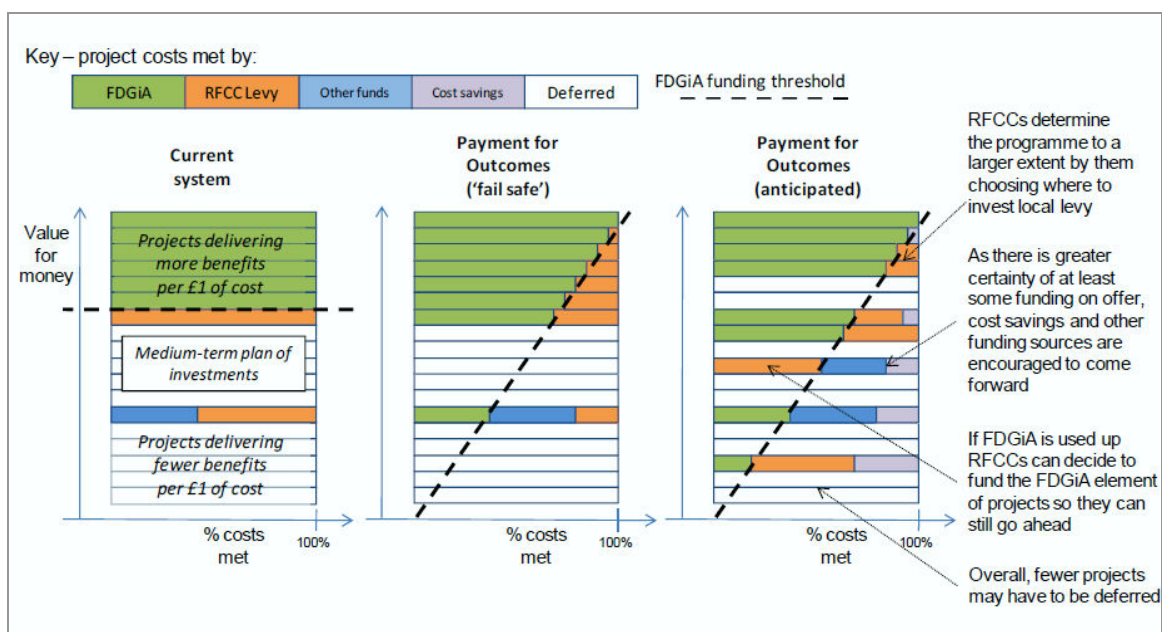 Key – project costs met by:
FDGiA
RFCC Levy
Other funds
Cost savings
Deferred
FDGiA funding threshold
Current
system
Payment for
Outcomes
('fail safe')
Payment for
Outcomes
(anticipated)
Value
for
money
Projects delivering
more benefits
per £1 of cost
Medium-term plan of
investments
Projects delivering
fewer benefits
per £1 of cost
% costs
met
100%
% costs
met
100%
% costs
met
100%
RFCCs determine
the programme to a
larger extent by them
choosing where to
invest local levy
As there is greater
certainty of at least
some funding on offer,
cost savings and other
funding sources are
encouraged to come
forward
If FDGiA is used up
RFCCs can decide to
fund the FDGiA element
of projects so they can
still go ahead
Overall, fewer projects
may have to be deferred